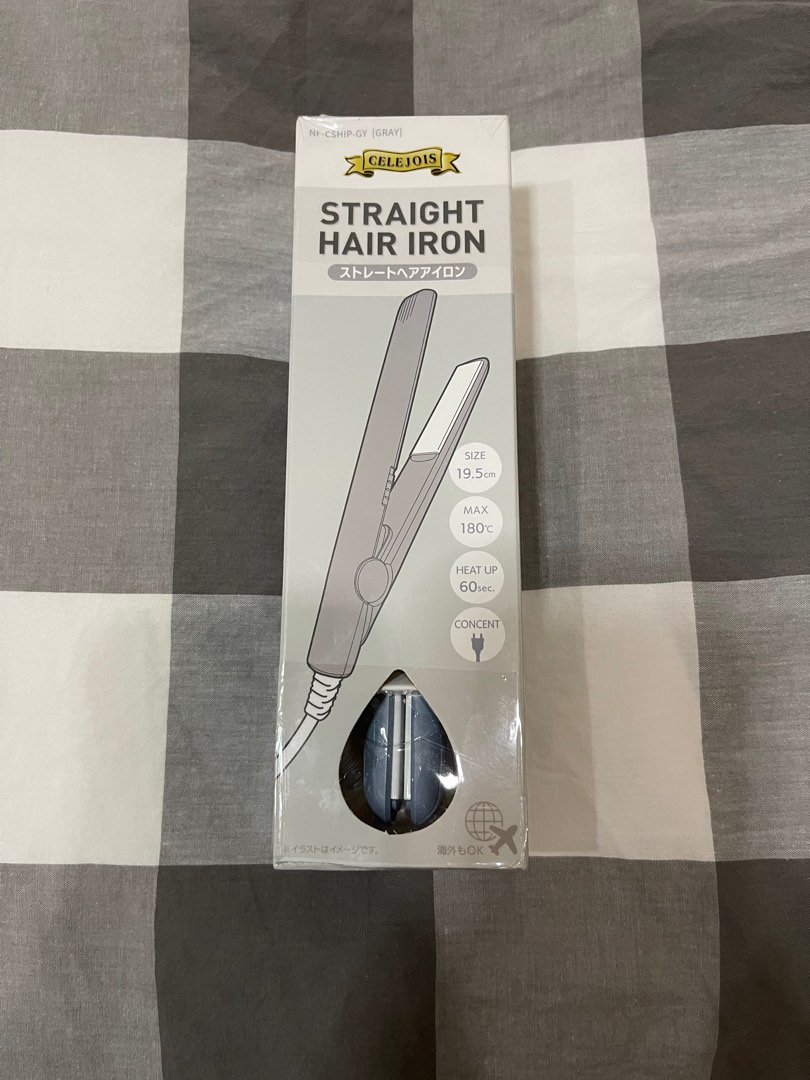 NI-CSHIP-GY [GRAY]
CELEJOIS
STRAIGHT
HAIR IRON
ストレートヘアアイロン
SIZE
19.5cm
MAX
180℃
HEAT UP
60sec.
CONCENT
※イラストはイメージです。
海外もOK